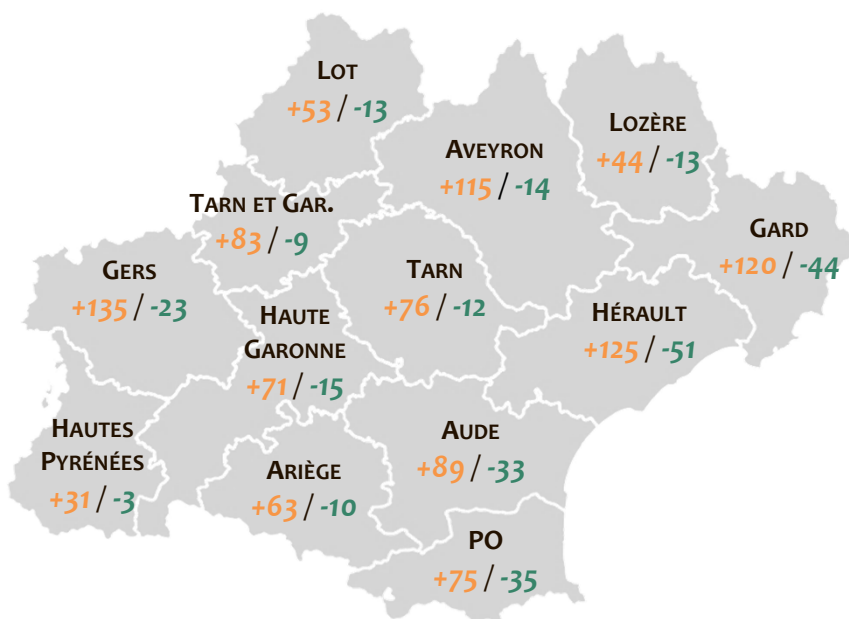 LOT
+53 / -13
LOZÈRE
+44 / -13
AVEYRON
+115 / -14
TARN ET GAR.
+83 / -9
GARD
+120 / -44
GERS
+135 / -23
TARN
+76 / -12
HAUTE
GARONNE
+71 / -15
HÉRAULT
+125 / -51
HAUTES
PYRÉNÉES
+31 / -3
ARIÈGE
+63 / -10
AUDE
+89 / -33
PO
+75 / -35